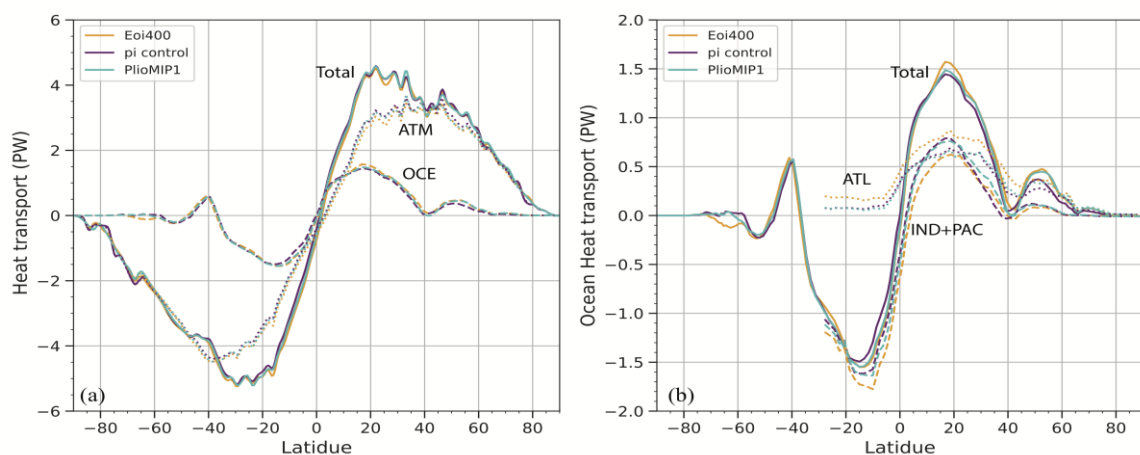 Eoi400
pi control
PlioMIP1
Total
ATM
OCE
(a)
Heat transport (PW)
6
4
2
0
−2
−4
−6
−80 −60 −40 −20 0 20 40 60 80
Latidue
Eoi400
pi control
PlioMIP1
Total
ATL
IND+PAC
(b)
Ocean Heat transport (PW)
2.0
1.5
1.0
0.5
0.0
−0.5
−1.0
−1.5
−2.0
−80 −60 −40 −20 0 20 40 60 80
Latidue